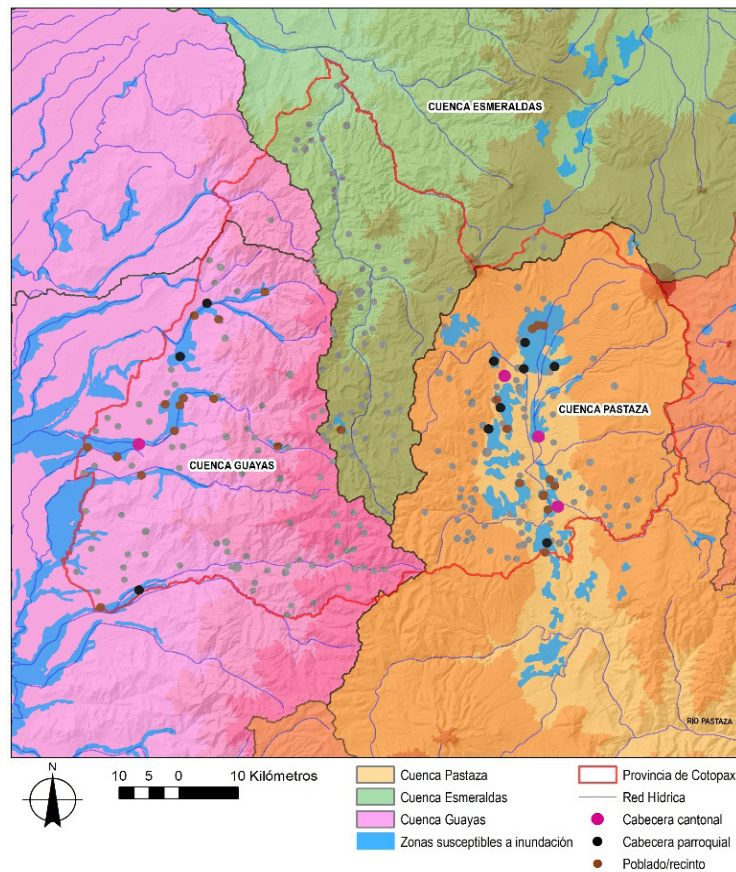 CUENCA ESMERALDAS
CUENCA PASTAZA
CUENCA GUAYAS
RÍO PASTAZA
N
10 5 0 10 Kilómetros
Cuenca Pastaza
Cuenca Esmeraldas
Cuenca Guayas
Zonas susceptibles a inundación
Provincia de Cotopax
Red Hídrica
Cabecera cantonal
Cabecera parroquial
Poblado/recinto